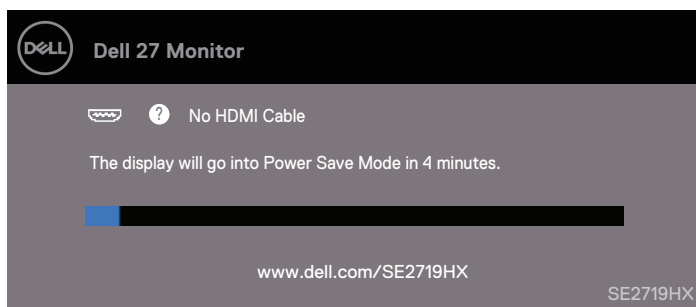 DELL
Dell 27 Monitor
? No HDMI Cable
The display will go into Power Save Mode in 4 minutes.
www.dell.com/SE2719HX
SE2719HX